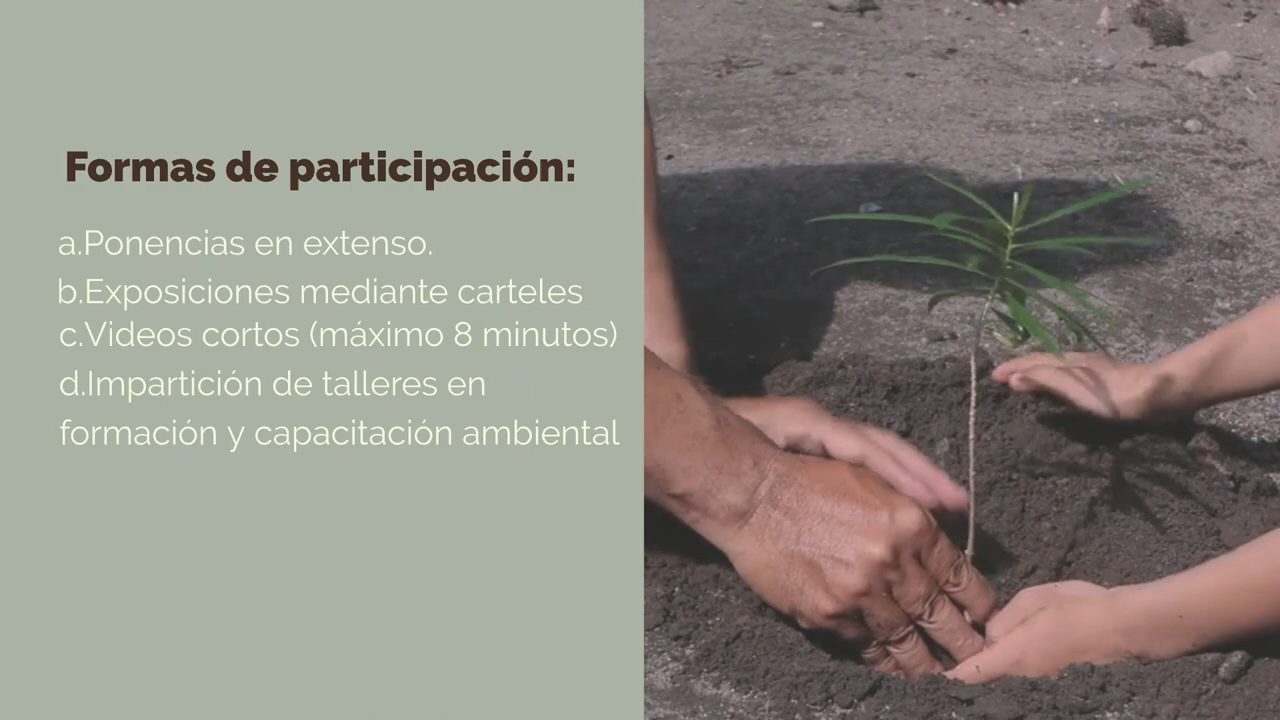 Formas de participación:
a.Ponencias en extenso.
b.Exposiciones mediante carteles
c.Videos cortos (máximo 8 minutos)
d.Impartición de talleres en
formación y capacitación ambiental